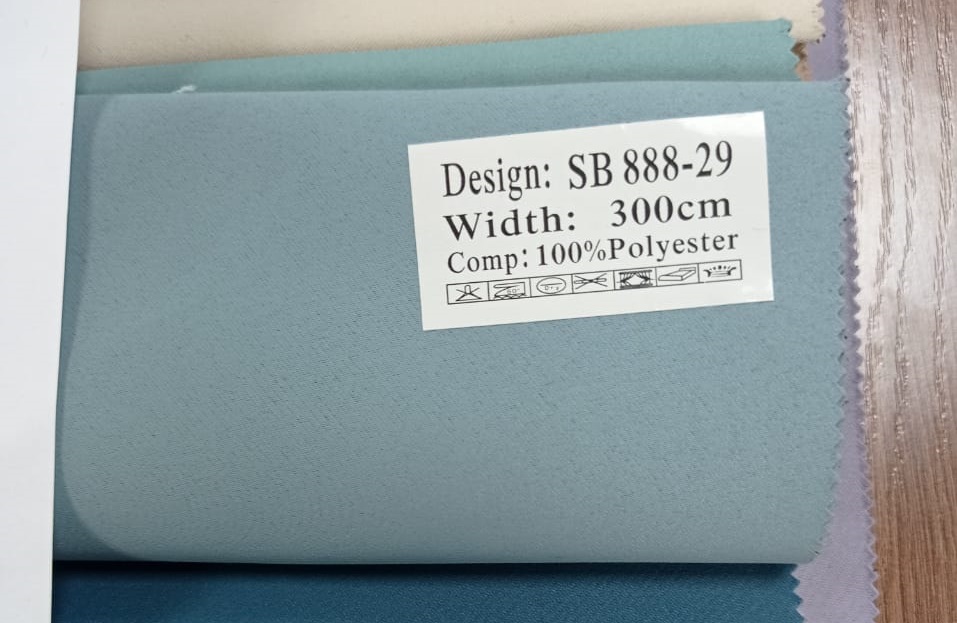 Design: SB 888-29
Width: 300cm
Comp: 100%Polyester